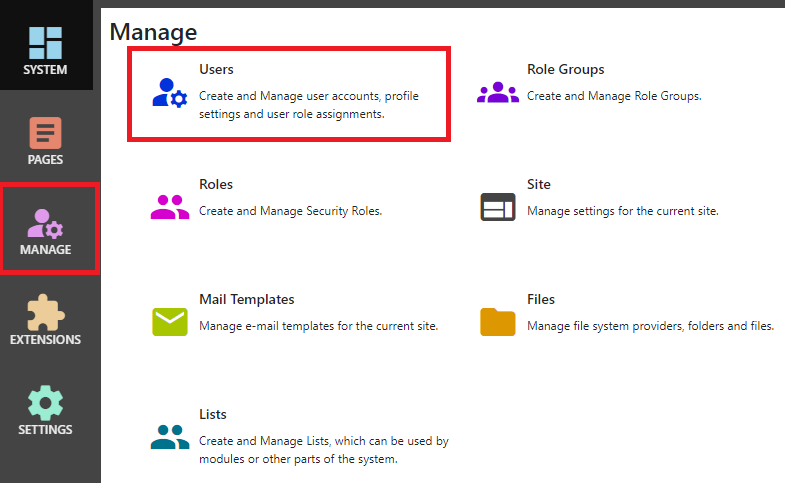 SYSTEM
PAGES
MANAGE
EXTENSIONS
SETTINGS
Manage
Users
Create and Manage user accounts, profile
settings and user role assignments.
Role Groups
Create and Manage Role Groups.
Roles
Create and Manage Security Roles.
Site
Manage settings for the current site.
Mail Templates
Manage e-mail templates for the current site.
Files
Manage file system providers, folders and files.
Lists
Create and Manage Lists, which can be used by
modules or other parts of the system.